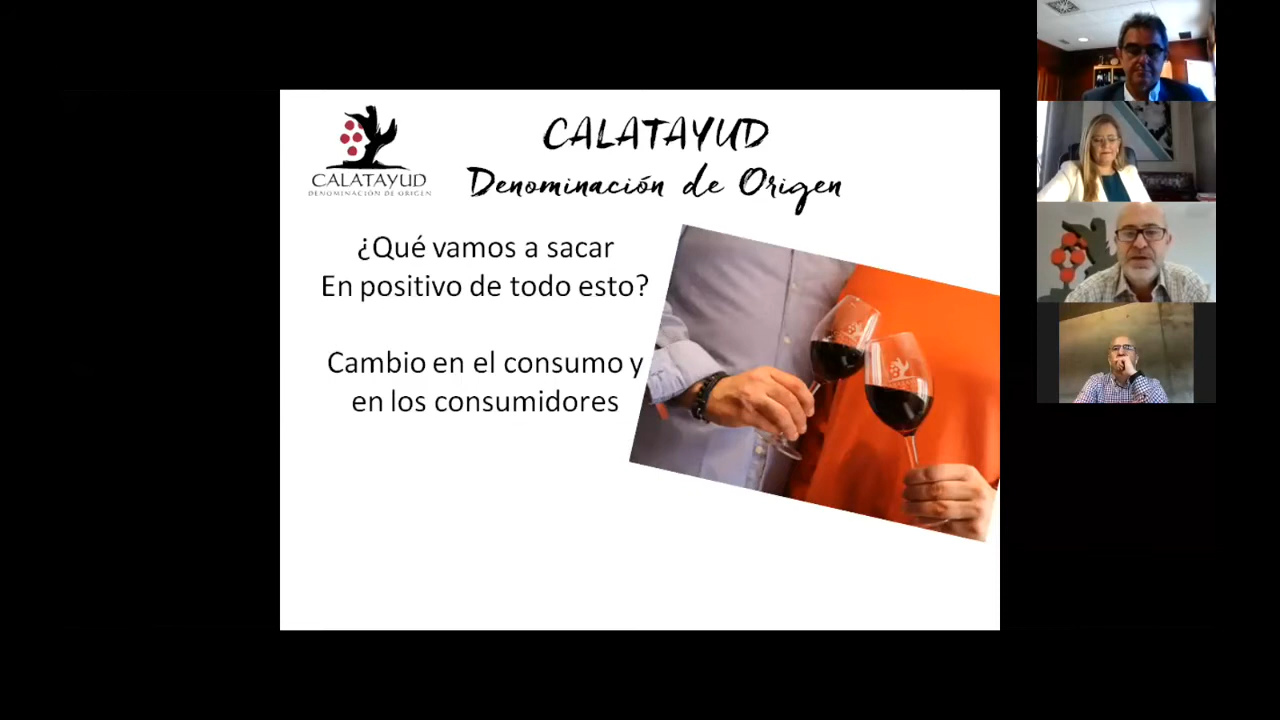 CALATAYUD
DENOMINACIÓN DE ORIGEN
CALATAYUD
Denominación de Origen
¿Qué vamos a sacar
En positivo de todo esto?
Cambio en el consumo y
en los consumidores